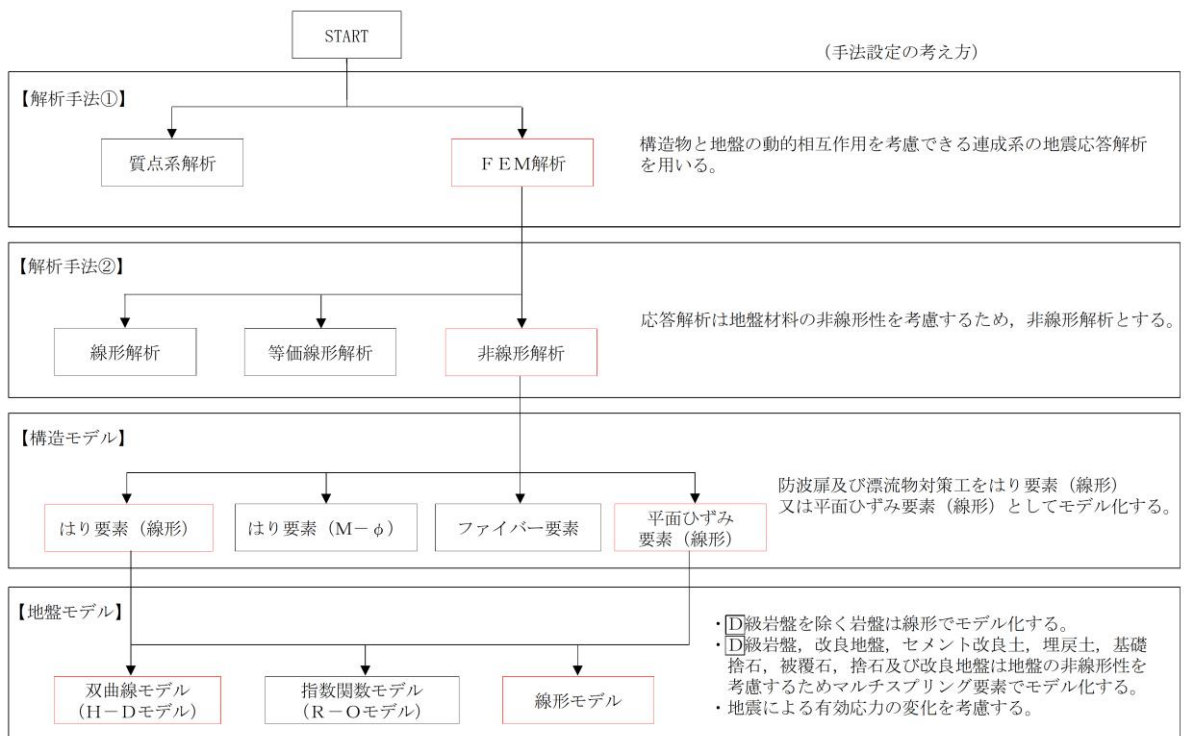 START
(手法設定の考え方)
【解析手法①】
質点系解析
FEM解析
構造物と地盤の動的相互作用を考慮できる連成系の地震応答解析
を用いる。
【解析手法②】
線形解析
等価線形解析
非線形解析
応答解析は地盤材料の非線形性を考慮するため，非線形解析とする。
【構造モデル】
はり要素（線形）
はり要素（M－φ）
ファイバー要素
平面ひずみ
要素（線形）
防波扉及び漂流物対策工をはり要素（線形）
又は平面ひずみ要素（線形）としてモデル化する。
【地盤モデル】
双曲線モデル
（H－Dモデル）
指数関数モデル
（R－Oモデル）
線形モデル
・D級岩盤を除く岩盤は線形でモデル化する。
・D級岩盤，改良地盤，セメント改良土，埋戻土，基礎
捨石，被覆石，捨石及び改良地盤は地盤の非線形性を
考慮するためマルチスプリング要素でモデル化する。
・地震による有効応力の変化を考慮する。